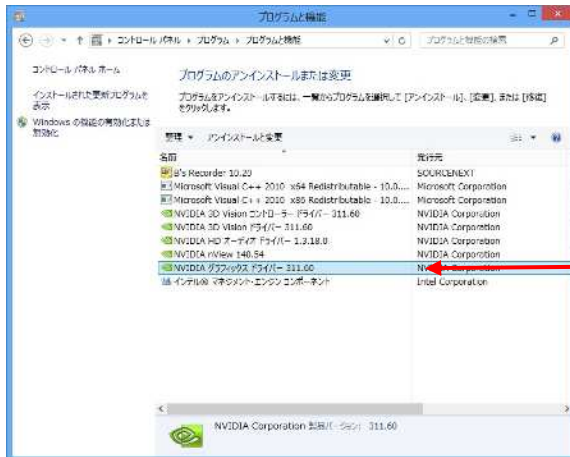 プログラムと機能
コントロール パネル ▸ プログラム ▸ プログラムと機能
プログラムと機能の検索
コントロール パネル ホーム
インストールされた更新プログラムを
表示
Windows の機能の有効化または
無効化
プログラムのアンインストールまたは変更
プログラムをアンインストールするには、一覧からプログラムを選択して [アンインストール]、[変更]、または [修復]
をクリックします。
整理 ▾ アンインストールと変更
名前 発行元
B's Recorder 10.20 SOURCENEXT
Microsoft Visual C++ 2010 x64 Redistributable - 10.0.... Microsoft Corporation
Microsoft Visual C++ 2010 x86 Redistributable - 10.0.... Microsoft Corporation
NVIDIA 3D Vision コントローラー ドライバー 311.60 NVIDIA Corporation
NVIDIA 3D Vision ドライバー 311.60 NVIDIA Corporation
NVIDIA HD オーディオ ドライバー 1.3.18.0 NVIDIA Corporation
NVIDIA nView 140.54 NVIDIA Corporation
NVIDIA グラフィックス ドライバー 311.60 NVIDIA Corporation
インテル® マネジメント・エンジン コンポーネント Intel Corporation
NVIDIA Corporation 製品バージョン: 311.60